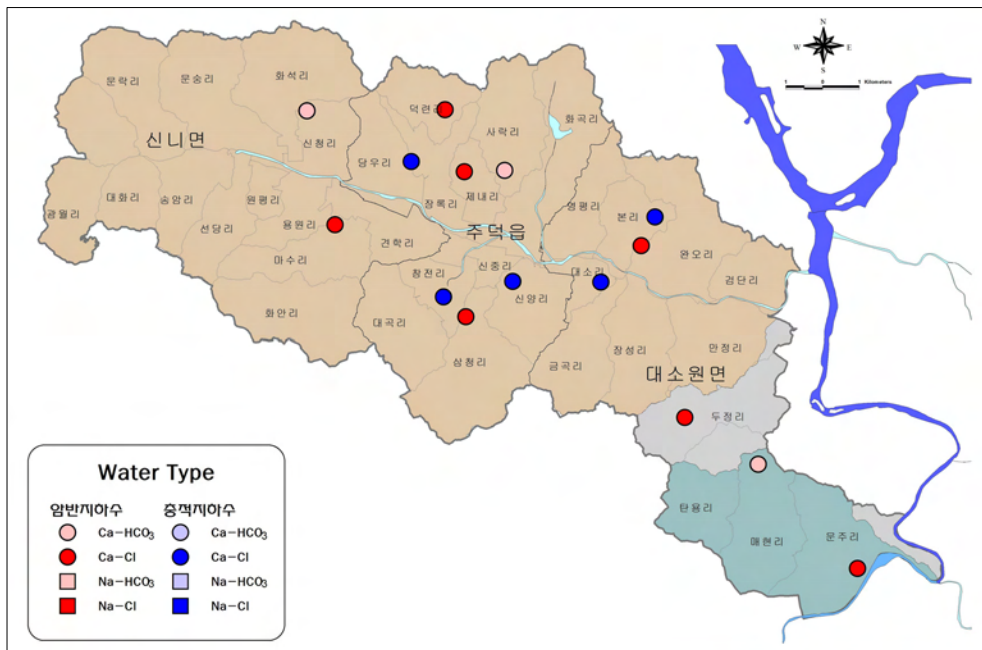 N
W E
S
1 0 1 Kilometers
문락리
문숭리
화석리
신청리
신니면
덕련리
사락리
화곡리
당우리
장록리
제내리
주덕읍
영평리
본리
완오리
검단리
광월리
대화리
송암리
원평리
선당리
용원리
마수리
견학리
화안리
창전리
신중리
신양리
대소리
대곡리
삼청리
금곡리
장성리
만정리
대소원면
두정리
탄용리
매현리
문주리
Water Type
암반지하수 충적지하수
Ca-HCO₃ Ca-HCO₃
Ca-Cl Ca-Cl
Na-HCO₃ Na-HCO₃
Na-Cl Na-Cl